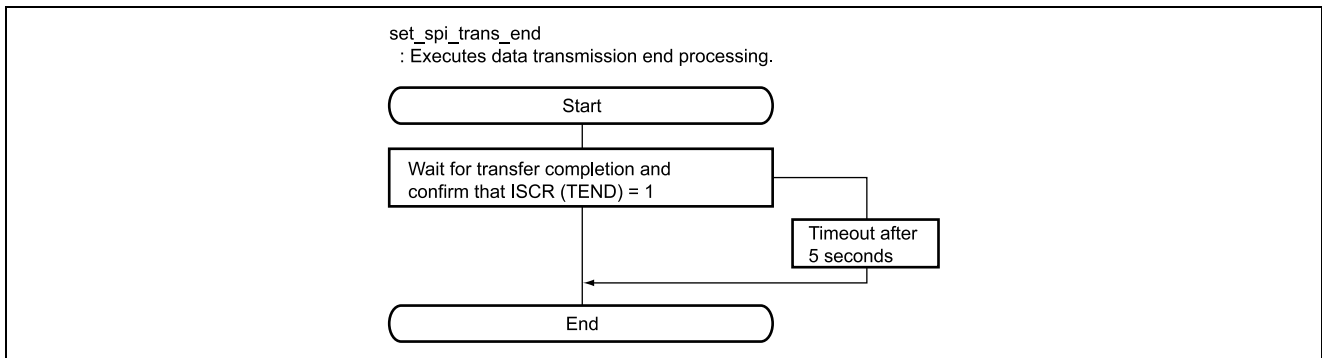 set_spi_trans_end
: Executes data transmission end processing.
Start
Wait for transfer completion and
confirm that ISCR (TEND) = 1
Timeout after
5 seconds
End